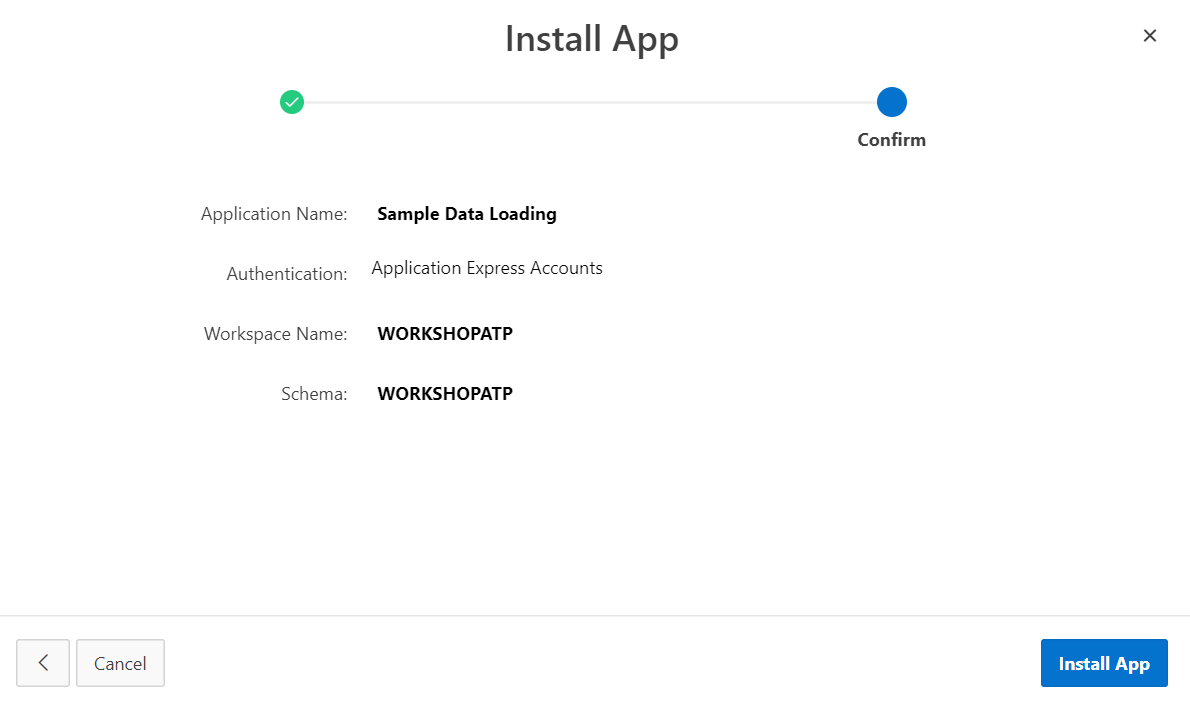 Install App
Confirm
Application Name: Sample Data Loading
Authentication: Application Express Accounts
Workspace Name: WORKSHOPATP
Schema: WORKSHOPATP
Cancel
Install App